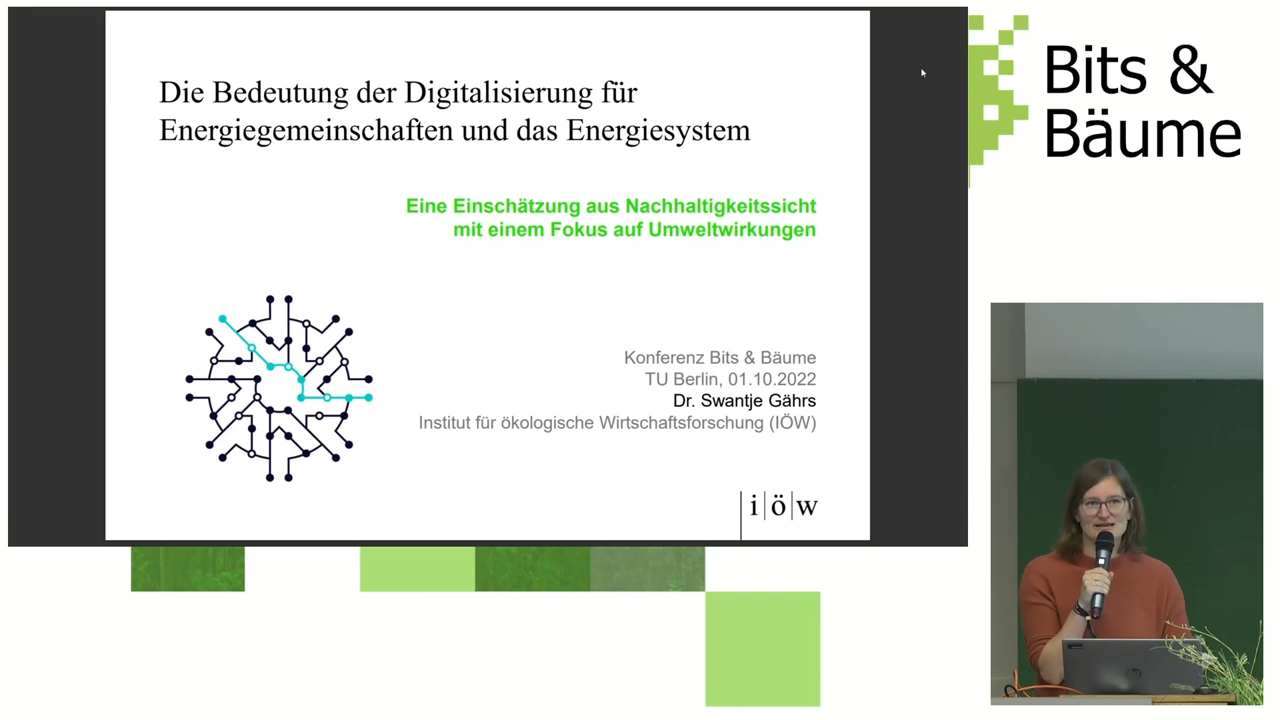 Die Bedeutung der Digitalisierung für
Energiegemeinschaften und das Energiesystem
Eine Einschätzung aus Nachhaltigkeitssicht
mit einem Fokus auf Umweltwirkungen
Konferenz Bits & Bäume
TU Berlin, 01.10.2022
Dr. Swantje Gährs
Institut für ökologische Wirtschaftsforschung (IÖW)
i|ö|w
Bits &
Bäume
hp